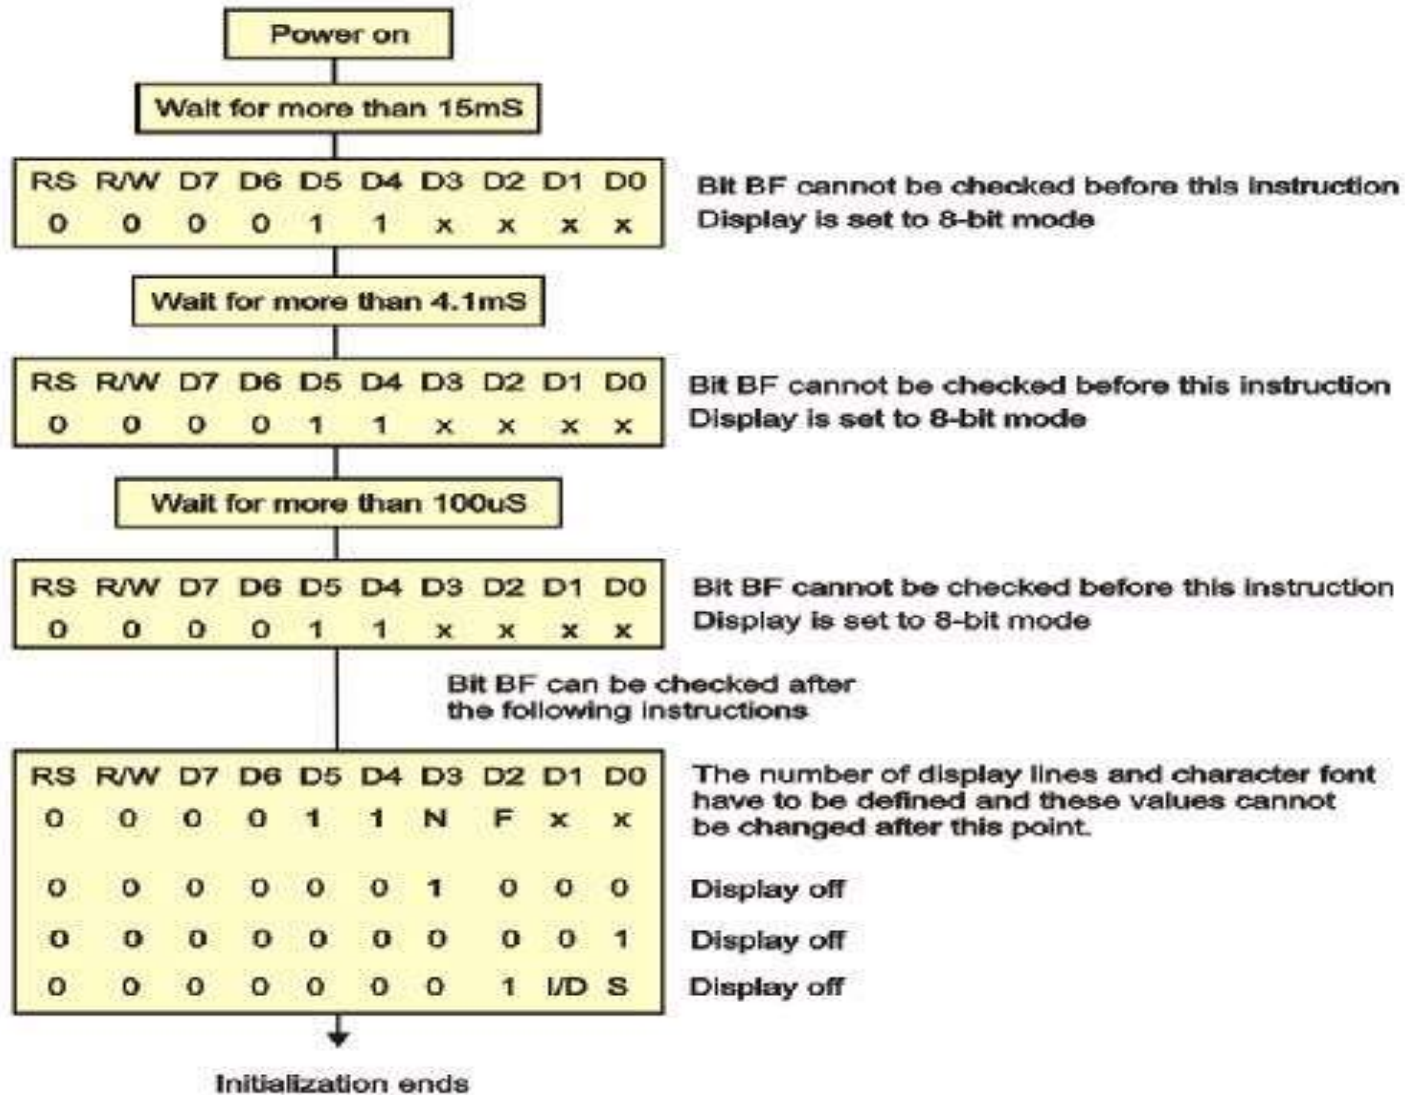 Power on
Wait for more than 15mS
RS R/W D7 D6 D5 D4 D3 D2 D1 D0
0 0 0 0 1 1 x x x x
Bit BF cannot be checked before this instruction
Display is set to 8-bit mode
Wait for more than 4.1mS
RS R/W D7 D6 D5 D4 D3 D2 D1 D0
0 0 0 0 1 1 x x x x
Bit BF cannot be checked before this instruction
Display is set to 8-bit mode
Wait for more than 100uS
RS R/W D7 D6 D5 D4 D3 D2 D1 D0
0 0 0 0 1 1 x x x x
Bit BF cannot be checked before this instruction
Display is set to 8-bit mode
Bit BF can be checked after
the following instructions
RS R/W D7 D6 D5 D4 D3 D2 D1 D0
0 0 0 0 1 1 N F x x
The number of display lines and character font
have to be defined and these values cannot
be changed after this point.
0 0 0 0 0 0 1 0 0 0
Display off
0 0 0 0 0 0 0 0 0 1
Display off
0 0 0 0 0 0 0 1 I/D S
Display off
Initialization ends